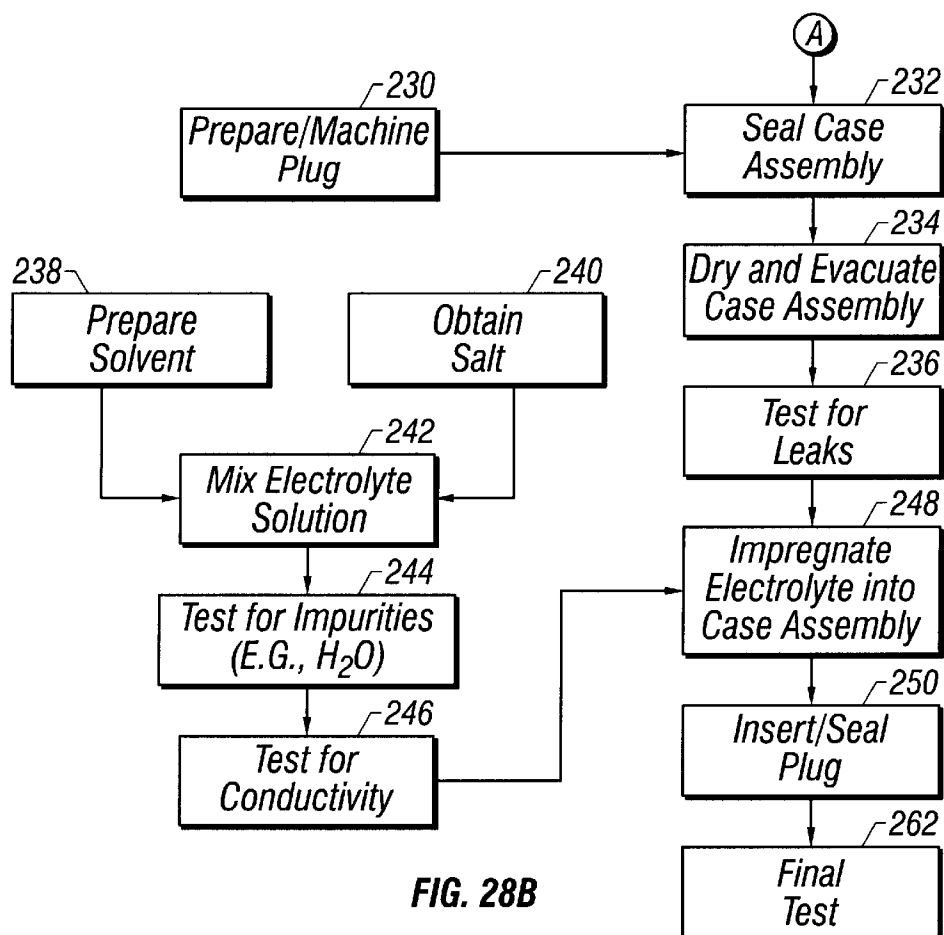 A
230
Prepare/Machine
Plug
232
Seal Case
Assembly
234
Dry and Evacuate
Case Assembly
238
Prepare
Solvent
240
Obtain
Salt
236
Test for
Leaks
242
Mix Electrolyte
Solution
244
Test for Impurities
(E.G., H₂O)
246
Test for
Conductivity
248
Impregnate
Electrolyte into
Case Assembly
250
Insert/Seal
Plug
262
Final
Test
FIG. 28B